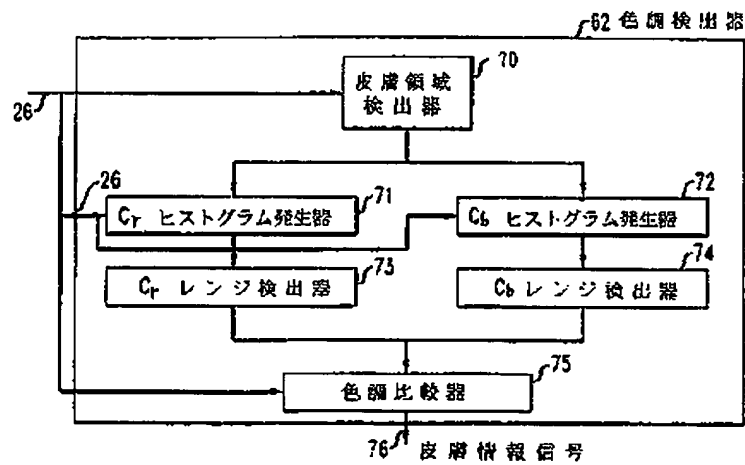 62 色調検出器
70
皮膚領域
検出器
26
26
71
Cr ヒストグラム発生器
72
Cb ヒストグラム発生器
73
Cr レンジ検出器
74
Cb レンジ検出器
75
色調比較器
76 皮膚情報信号